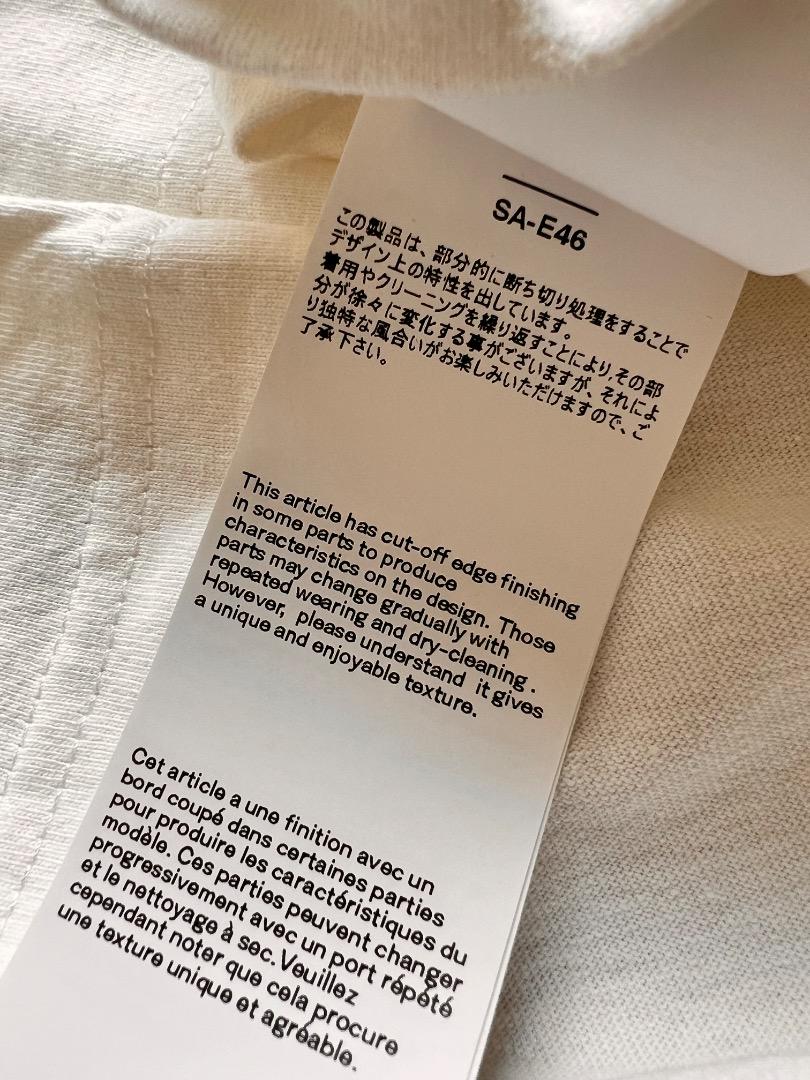 SA-E46
この製品は、部分的に断ち切り処理をすることで
デザイン上の特性を出しています。
着用やクリーニングを繰り返すことにより,その部
分が徐々に変化する事がございますが、それによ
り独特な風合いがお楽しみいただけますので、ご
了承下さい。
This article has cut-off edge finishing
in some parts to produce
characteristics on the design. Those
parts may change gradually with
repeated wearing and dry-cleaning.
However, please understand it gives
a unique and enjoyable texture.
Cet article a une finition avec un
bord coupé dans certaines parties
pour produire les caractéristiques du
modèle. Ces parties peuvent changer
progressivement avec un port répété
et le nettoyage à sec. Veuillez
cependant noter que cela procure
une texture unique et agréable.